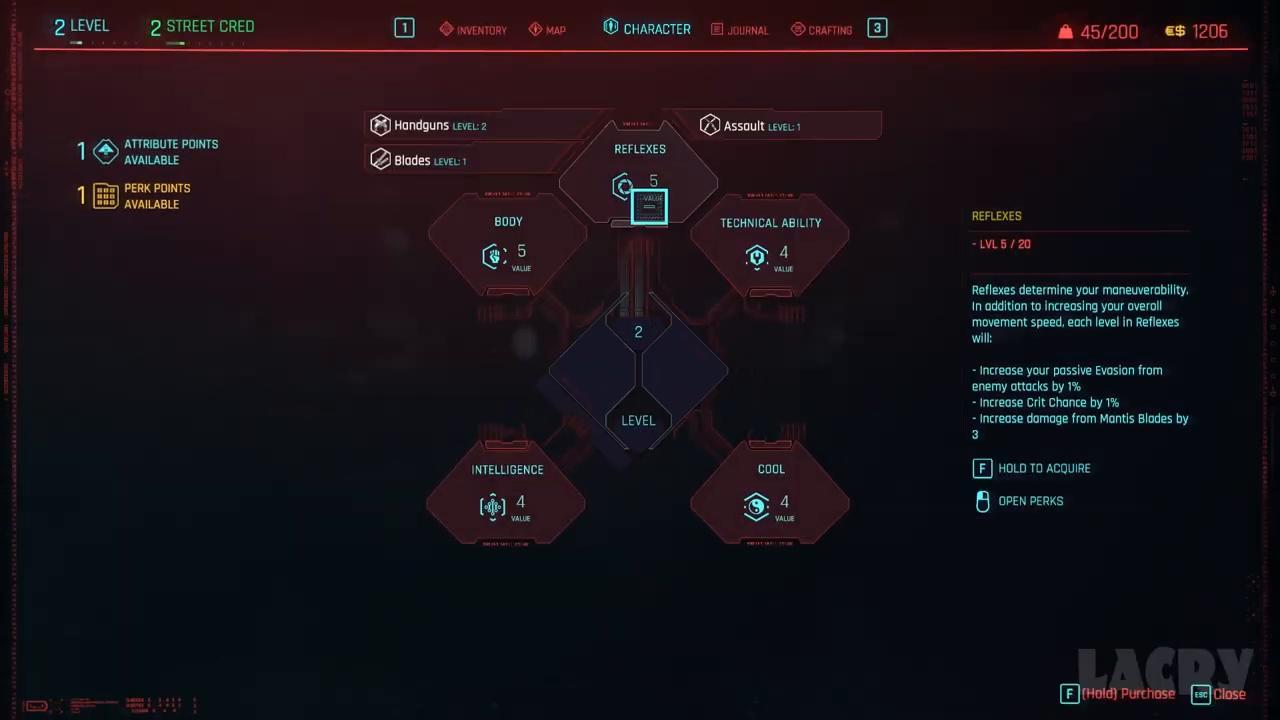 2 LEVEL
2 STREET CRED
1
INVENTORY
MAP
CHARACTER
JOURNAL
CRAFTING
3
45/200
€$ 1206
1 ATTRIBUTE POINTS
AVAILABLE
1 PERK POINTS
AVAILABLE
Handguns LEVEL: 2
Assault LEVEL: 1
Blades LEVEL: 1
REFLEXES
5
VALUE
BODY
5
VALUE
TECHNICAL ABILITY
4
VALUE
2
LEVEL
INTELLIGENCE
4
VALUE
COOL
4
VALUE
REFLEXES
- LVL 5 / 20
Reflexes determine your maneuverability.
In addition to increasing your overall
movement speed, each level in Reflexes
will:
- Increase your passive Evasion from
enemy attacks by 1%
- Increase Crit Chance by 1%
- Increase damage from Mantis Blades by
3
F HOLD TO ACQUIRE
OPEN PERKS
LACRY
F (Hold) Purchase
ESC Close